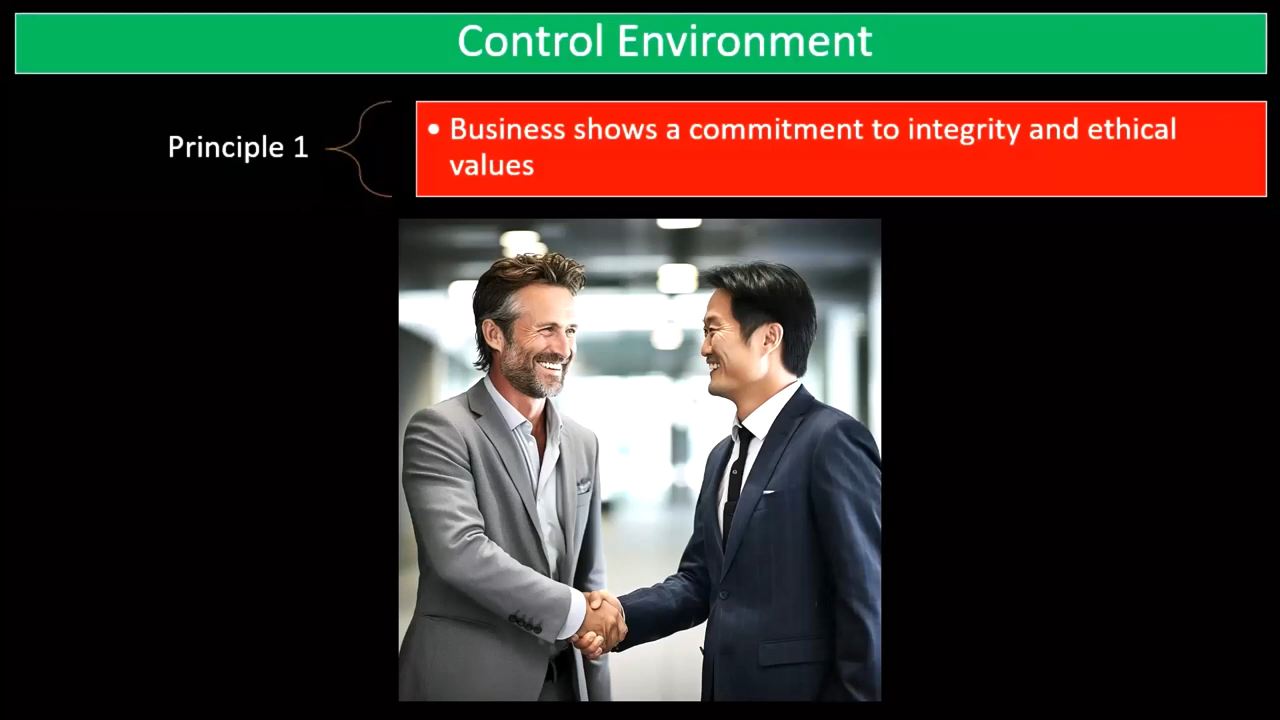 Control Environment
Principle 1
• Business shows a commitment to integrity and ethical
values